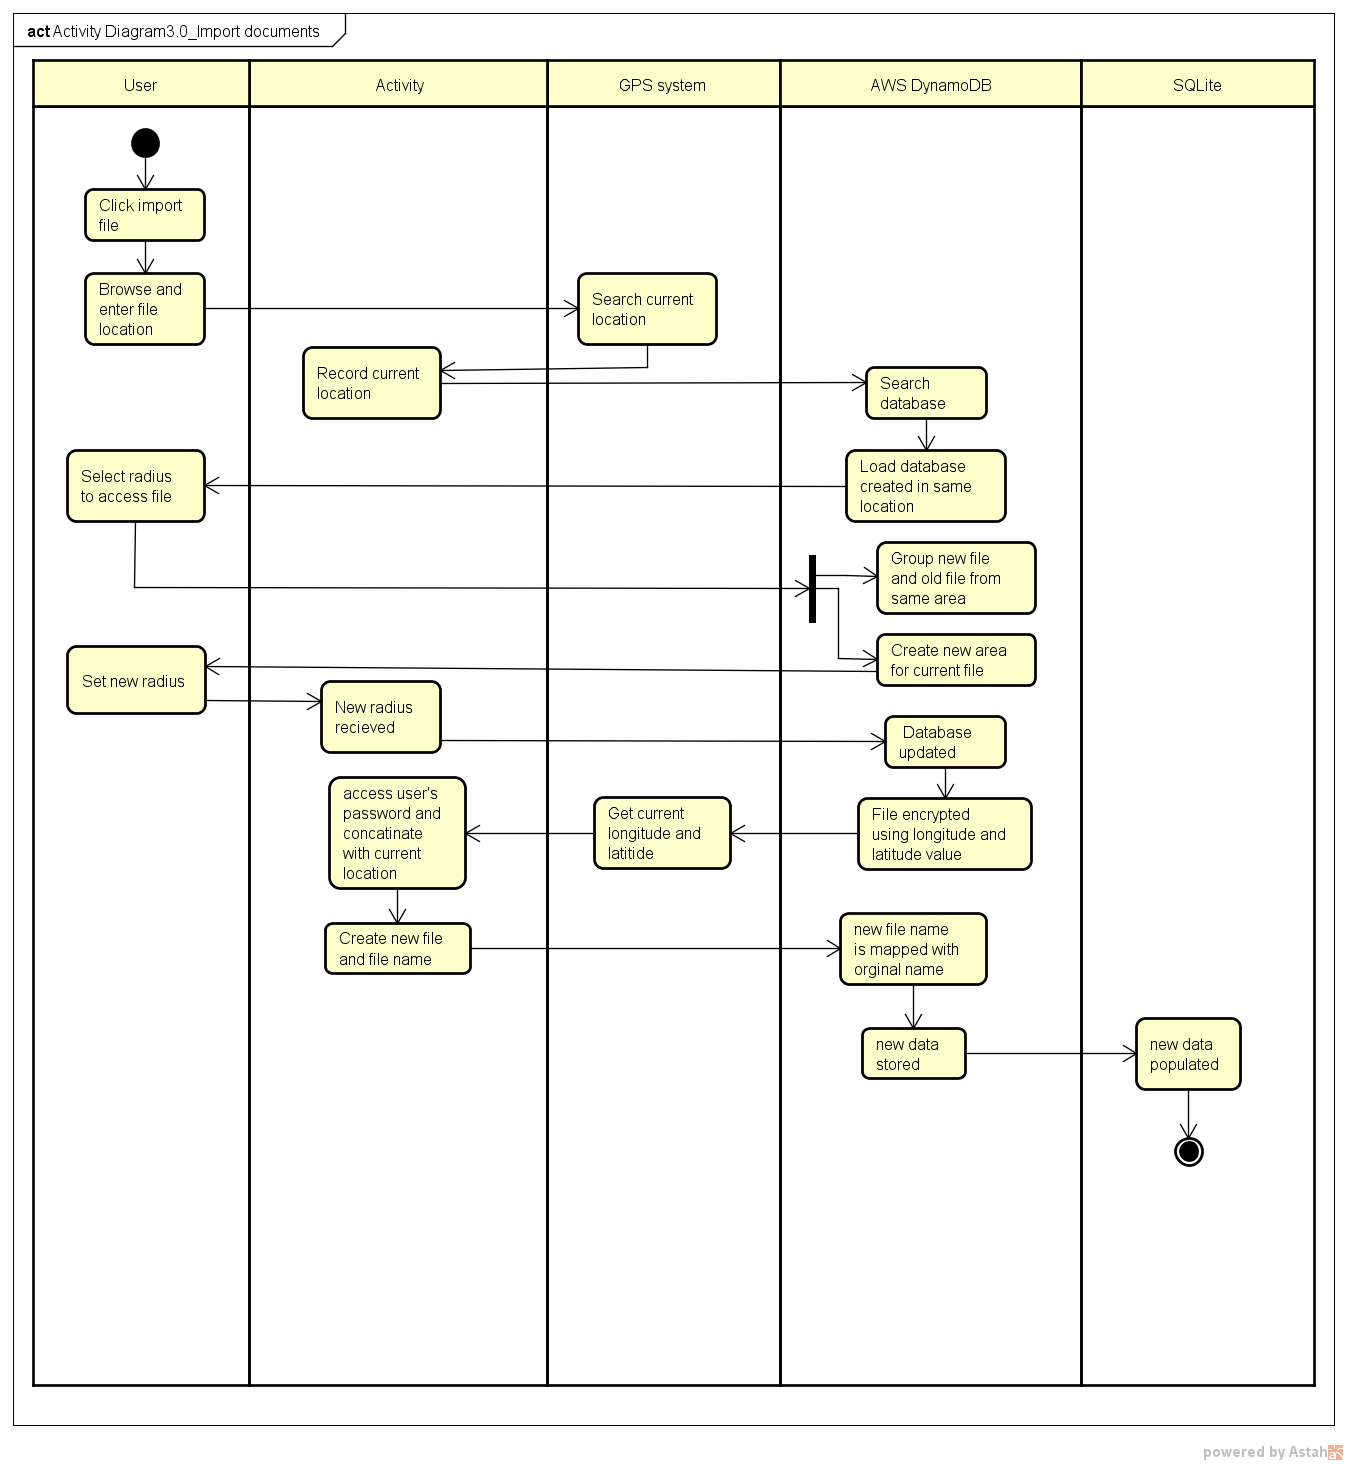 act Activity Diagram3.0_Import documents
User
Activity
GPS system
AWS DynamoDB
SQLite
Click import
file
Browse and
enter file
location
Search current
location
Record current
location
Search
database
Select radius
to access file
Load database
created in same
location
Group new file
and old file from
same area
Create new area
for current file
Set new radius
New radius
recieved
Database
updated
access user's
password and
concatinate
with current
location
Get current
longitude and
latitide
File encrypted
using longitude and
latitude value
Create new file
and file name
new file name
is mapped with
orginal name
new data
stored
new data
populated
powered by Astah